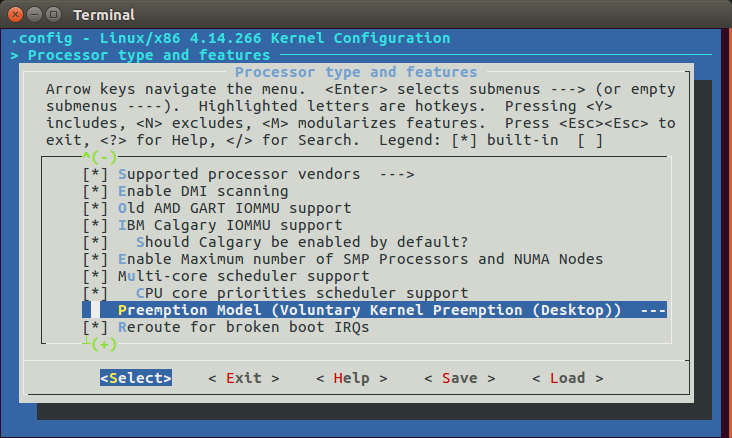 Terminal
.config - Linux/x86 4.14.266 Kernel Configuration
> Processor type and features
Processor type and features
Arrow keys navigate the menu.  <Enter> selects submenus ---> (or empty
submenus ----).  Highlighted letters are hotkeys.  Pressing <Y>
includes, <N> excludes, <M> modularizes features.  Press <Esc><Esc> to
exit, <?> for Help, </> for Search.  Legend: [*] built-in  [ ]
^(-)
[*] Supported processor vendors  --->
[*] Enable DMI scanning
[*] Old AMD GART IOMMU support
[*] IBM Calgary IOMMU support
[*]   Should Calgary be enabled by default?
[*] Enable Maximum number of SMP Processors and NUMA Nodes
[*] Multi-core scheduler support
[*]   CPU core priorities scheduler support
Preemption Model (Voluntary Kernel Preemption (Desktop))  ---
[*] Reroute for broken boot IRQs
(+)
<Select>    < Exit >    < Help >    < Save >    < Load >